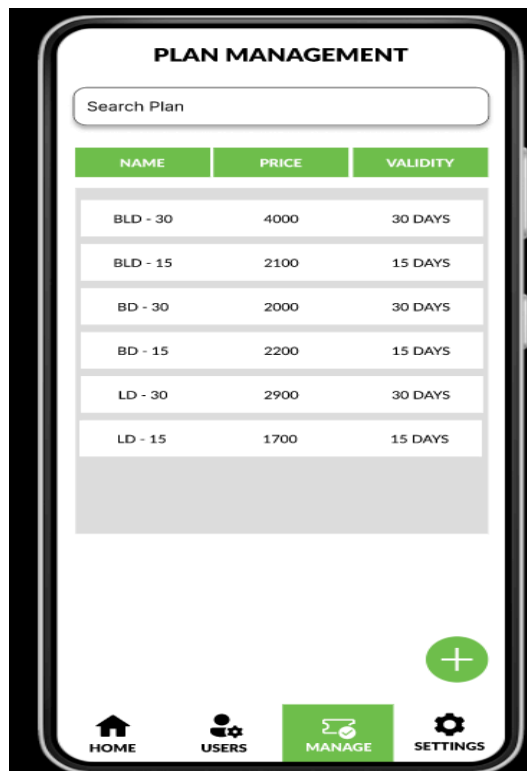 PLAN MANAGEMENT
Search Plan
NAME PRICE VALIDITY
BLD - 30 4000 30 DAYS
BLD - 15 2100 15 DAYS
BD - 30 2000 30 DAYS
BD - 15 2200 15 DAYS
LD - 30 2900 30 DAYS
LD - 15 1700 15 DAYS
HOME USERS MANAGE SETTINGS